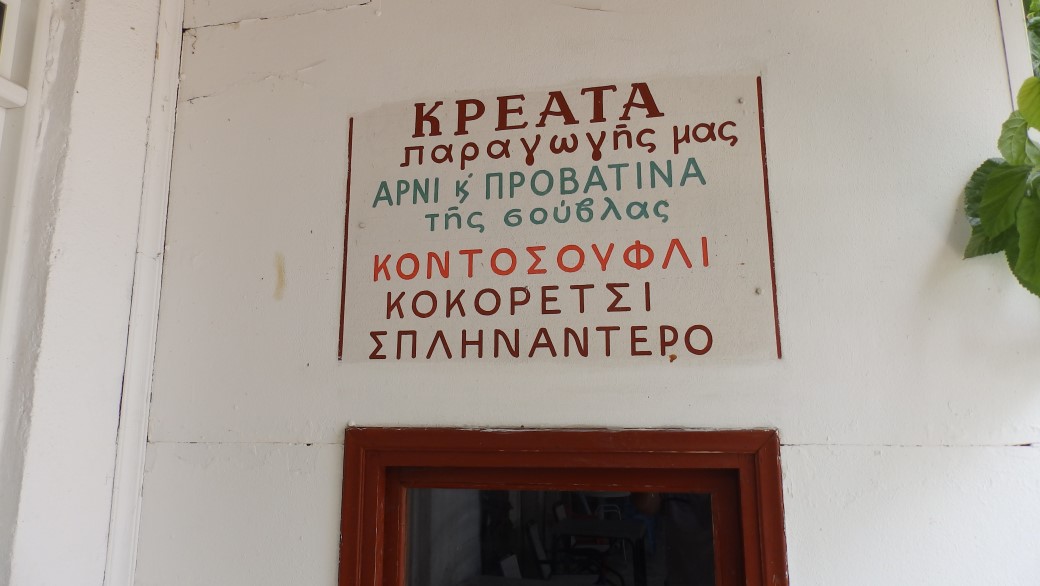 ΚΡΕΑΤΑ
παραγωγῆς μας
ΑΡΝΙ ϗ ΠΡΟΒΑΤΙΝΑ
τῆς σούβλας
ΚΟΝΤΟΣΟΥΦΛΙ
ΚΟΚΟΡΕΤΣΙ
ΣΠΛΗΝΑΝΤΕΡΟ